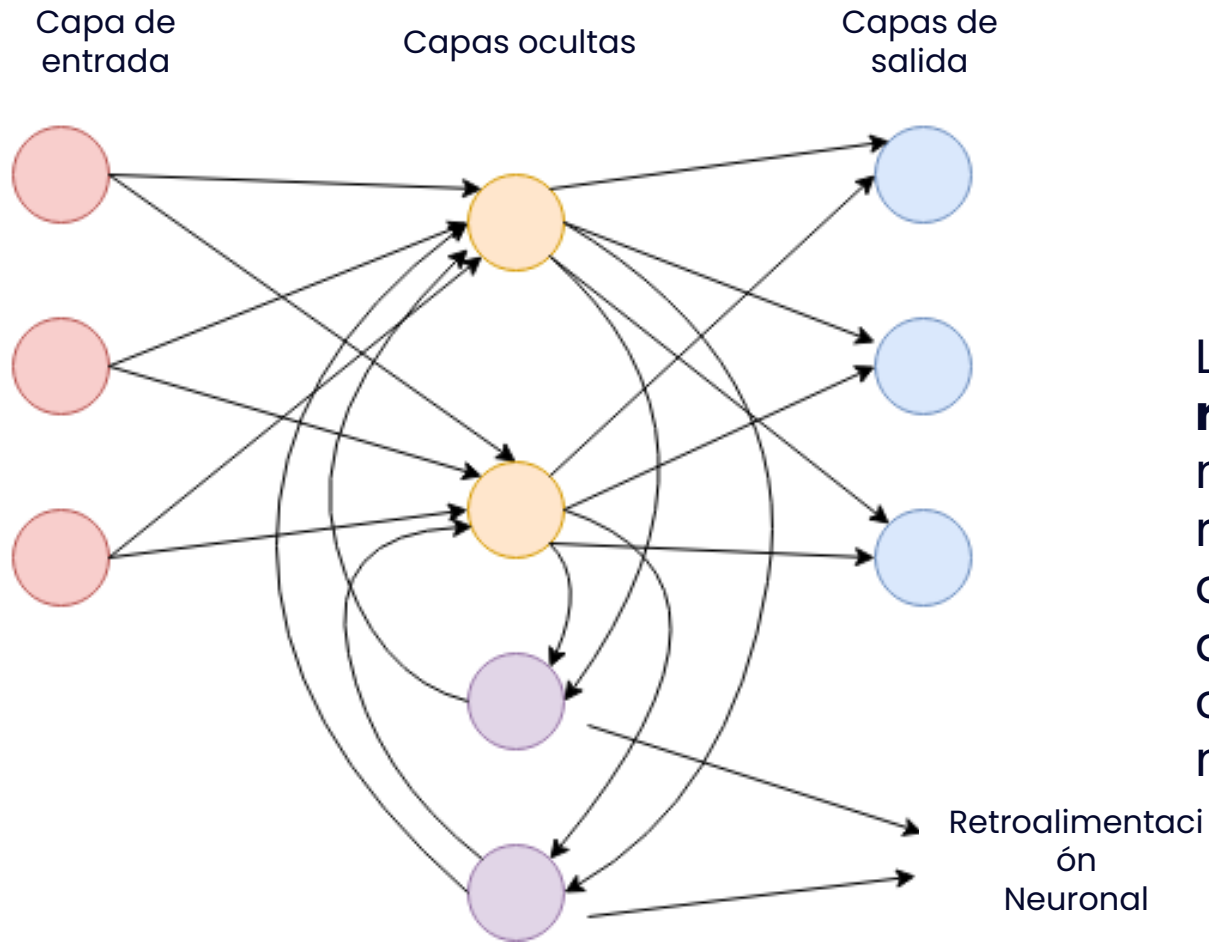 Capa de
entrada
Capas ocultas
Capas de
salida
Retroalimentaci
ón
Neuronal